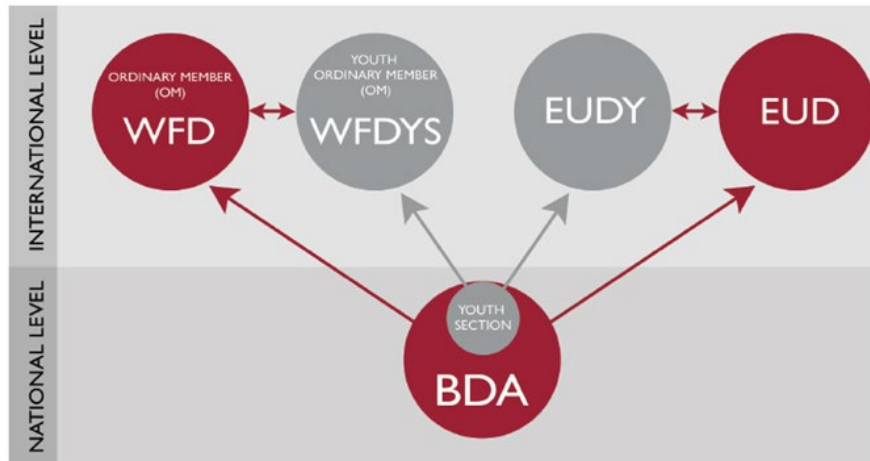 INTERNATIONAL LEVEL
ORDINARY MEMBER
(OM)
WFD
YOUTH
ORDINARY MEMBER
(OM)
WFDYS
EUDY
EUD
NATIONAL LEVEL
YOUTH
SECTION
BDA